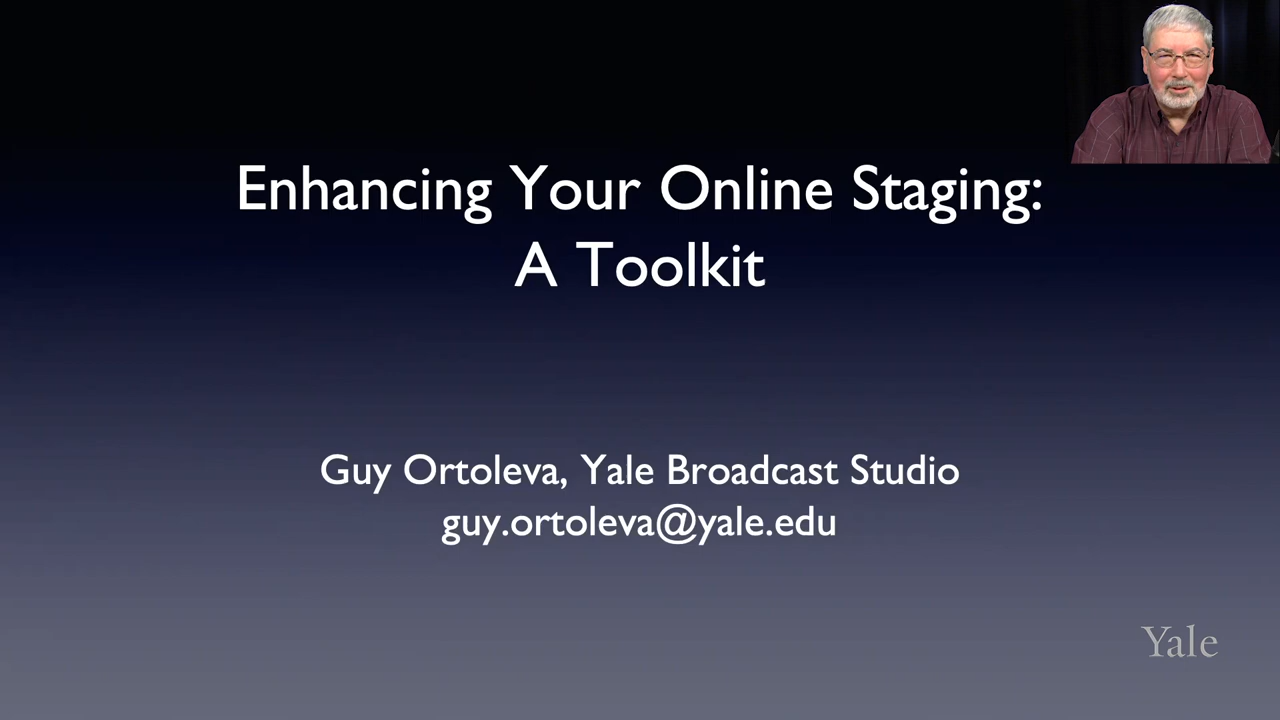 Enhancing Your Online Staging:
A Toolkit
Guy Ortoleva, Yale Broadcast Studio
guy.ortoleva@yale.edu
Yale